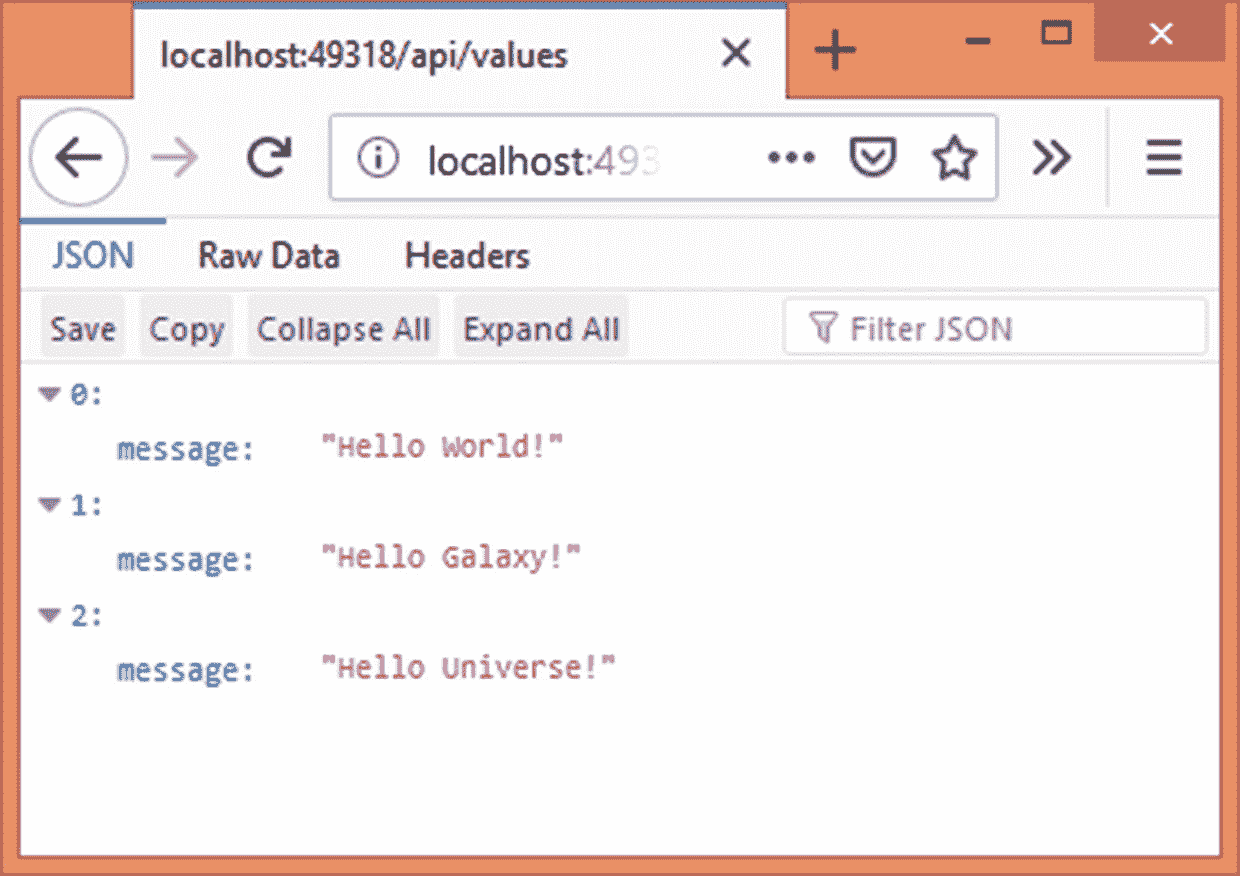 localhost:49318/api/values
localhost:493
JSON Raw Data Headers
Save Copy Collapse All Expand All Filter JSON
0:
message: "Hello World!"
1:
message: "Hello Galaxy!"
2:
message: "Hello Universe!"